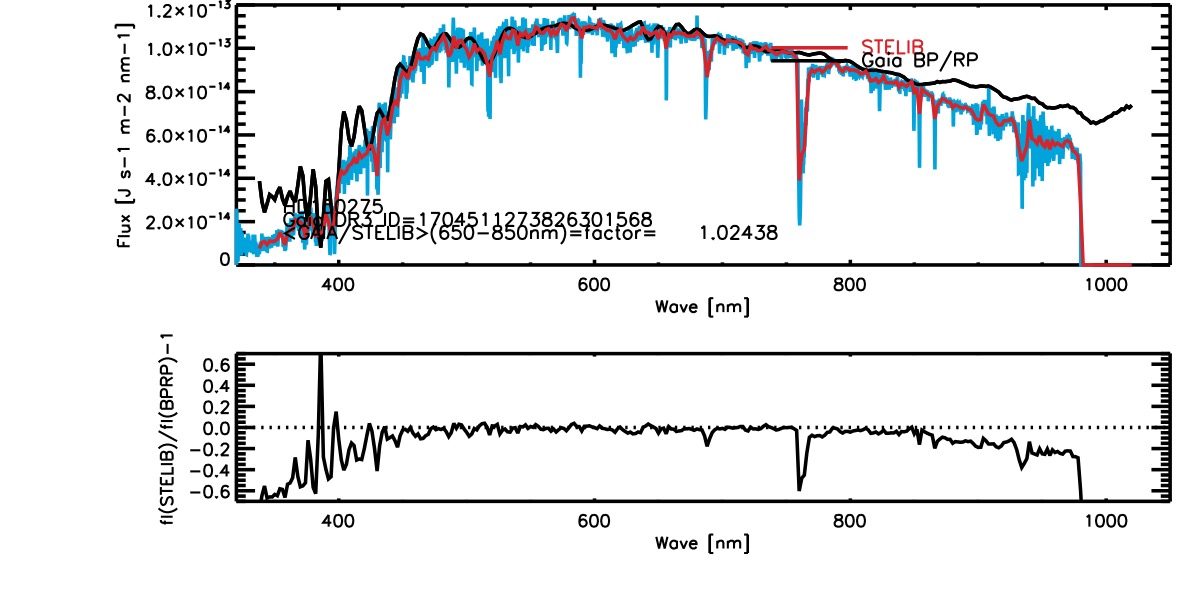 1.2×10−13
1.0×10−13
8.0×10−14
6.0×10−14
4.0×10−14
2.0×10−14
0
Flux [J s−1 m−2 nm−1]
STELIB
Gaia BP/RP
Gaia DR3 ID=1704511273826301568
<GAIA/STELIB>(650−850nm)=factor= 1.02438
400 600 800 1000
Wave [nm]
0.6
0.4
0.2
0.0
−0.2
−0.4
−0.6
fl(STELIB)/fl(BPRP)−1
400 600 800 1000
Wave [nm]